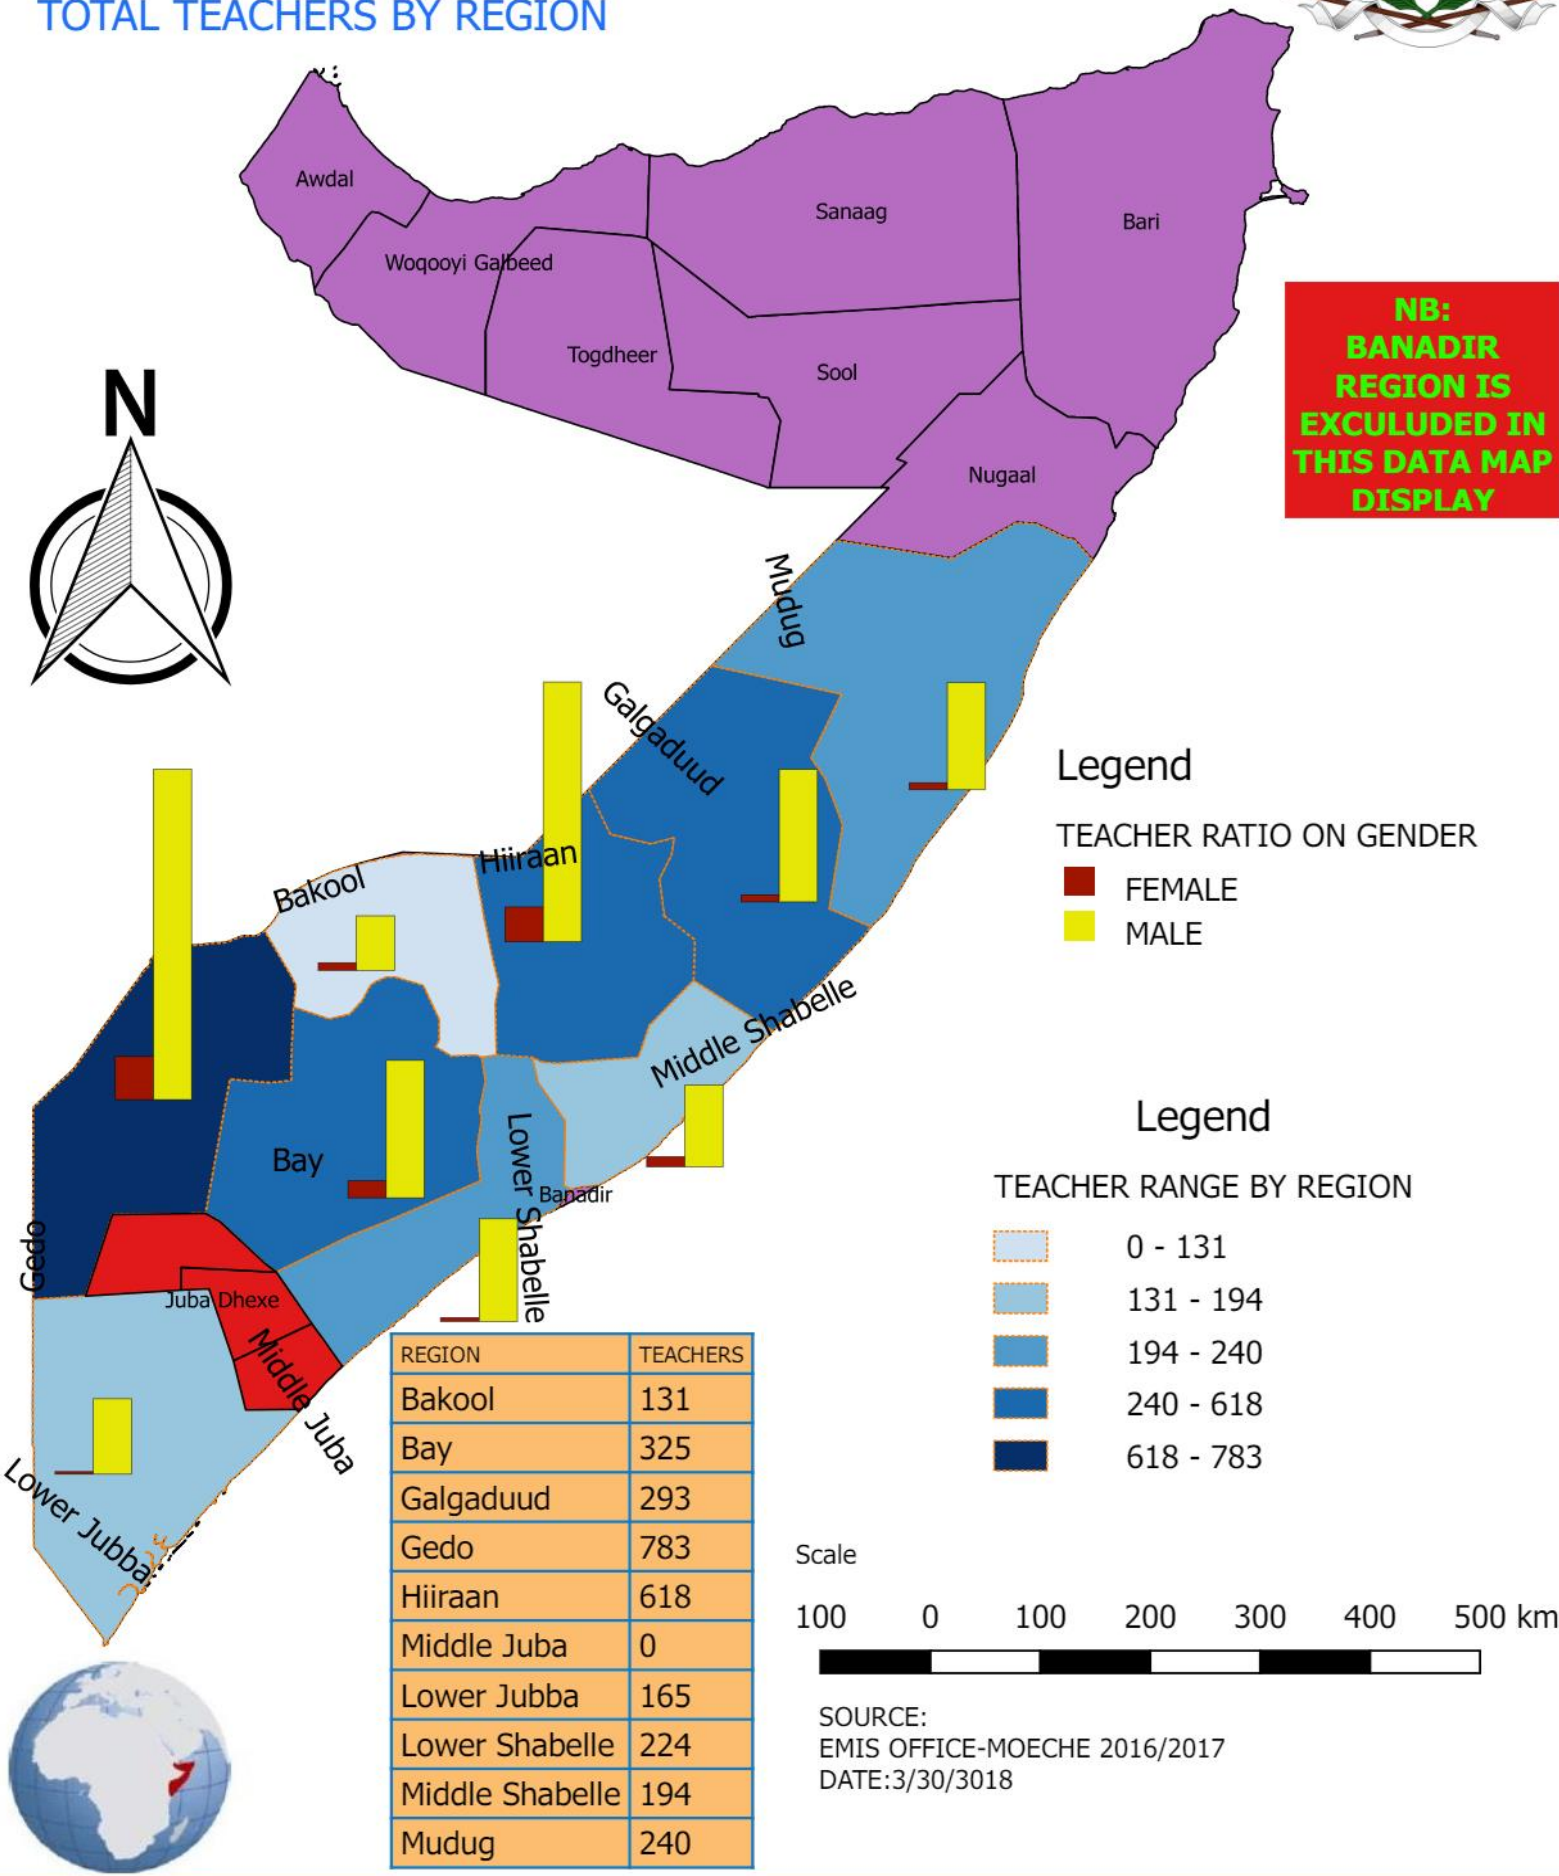 TOTAL TEACHERS BY REGION
Awdal
Woqooyi Galbeed
Togdheer
Sanaag
Sool
Bari
Nugaal
NB:
BANADIR
REGION IS
EXCULUDED IN
THIS DATA MAP
DISPLAY
N
Mudug
Galgaduud
Hiiraan
Bakool
Middle Shabelle
Lower Shabelle
Bay
Banadir
Gedo
Juba Dhexe
Middle Juba
Lower Jubba
Legend
TEACHER RATIO ON GENDER
FEMALE
MALE
Legend
TEACHER RANGE BY REGION
0 - 131
131 - 194
194 - 240
240 - 618
618 - 783
REGION TEACHERS
Bakool 131
Bay 325
Galgaduud 293
Gedo 783
Hiiraan 618
Middle Juba 0
Lower Jubba 165
Lower Shabelle 224
Middle Shabelle 194
Mudug 240
Scale
100 0 100 200 300 400 500 km
SOURCE:
EMIS OFFICE-MOECHE 2016/2017
DATE:3/30/3018